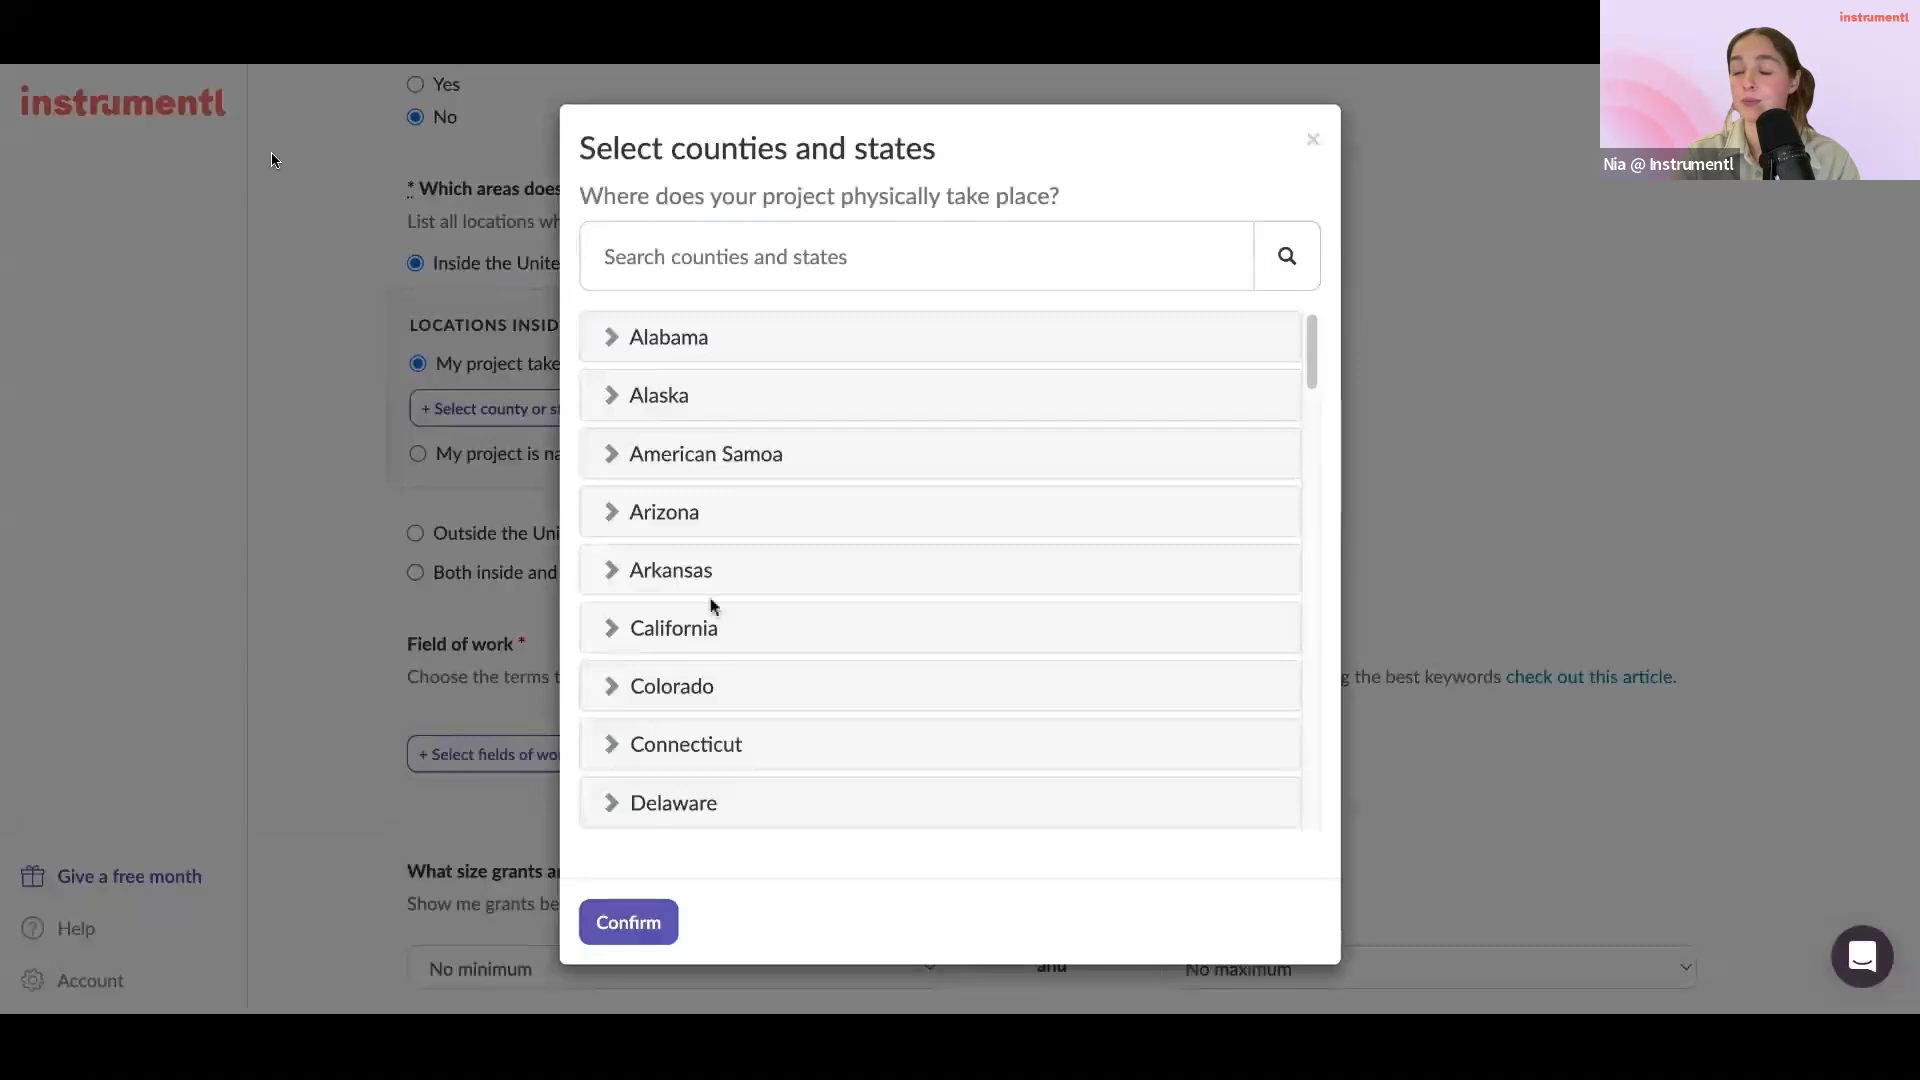 instrumentl
Nia @ Instrumentl
instrumentl
Yes
No
* Which areas does
List all locations wh
Inside the Unite
LOCATIONS INSID
My project take
+ Select county or st
My project is na
Outside the Uni
Both inside and
Field of work *
Choose the terms t
g the best keywords check out this article.
+ Select fields of wo
What size grants a
Show me grants be
No minimum
and
No maximum
Give a free month
Help
Account
Select counties and states
×
Where does your project physically take place?
Search counties and states
Alabama
Alaska
American Samoa
Arizona
Arkansas
California
Colorado
Connecticut
Delaware
Confirm